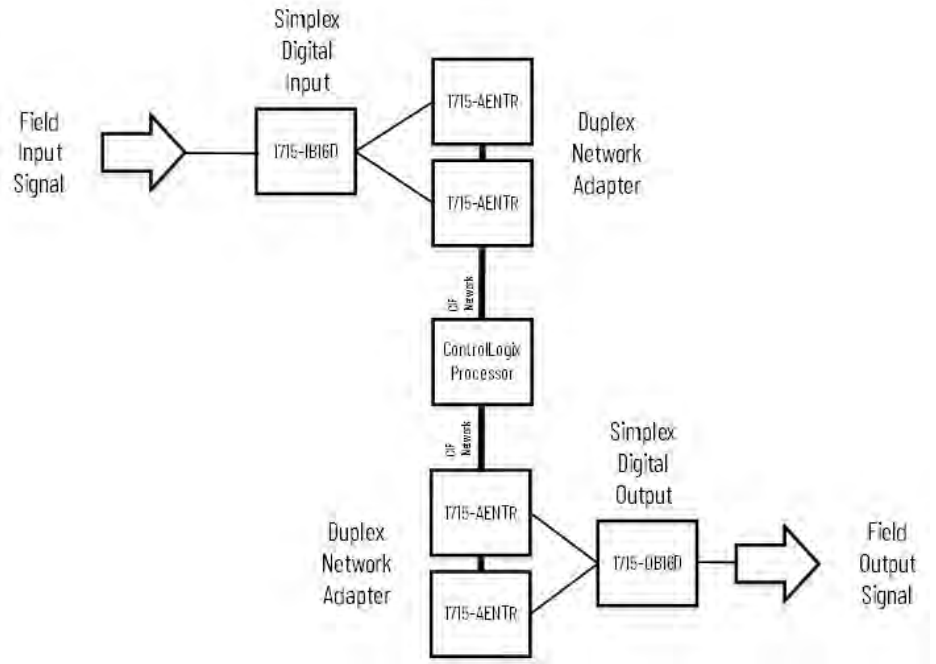 Simplex
Digital
Input
Field
Input
Signal
1715-IB16D
1715-AENTR
1715-AENTR
Duplex
Network
Adapter
CIP
Network
ControlLogix
Processor
CIP
Network
Simplex
Digital
Output
Duplex
Network
Adapter
1715-AENTR
1715-AENTR
1715-OB16D
Field
Output
Signal